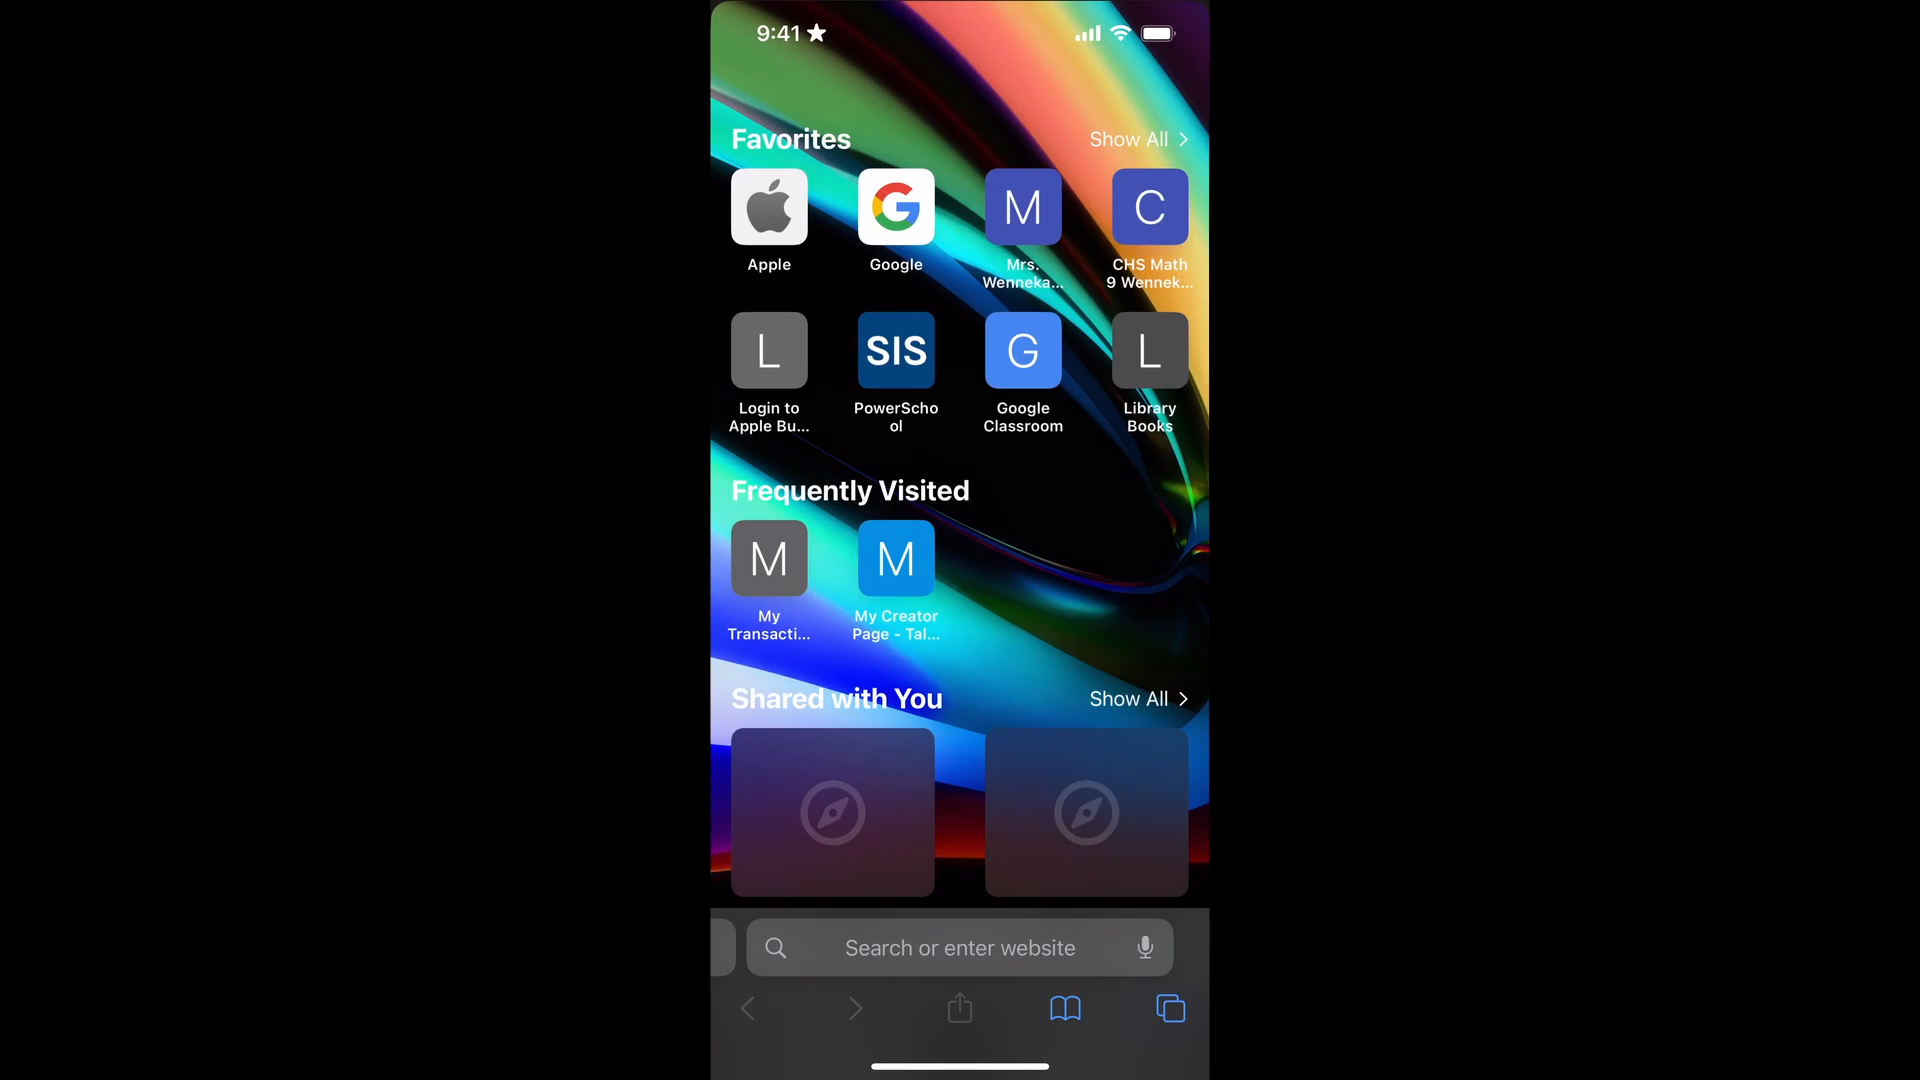 9:41
Favorites
Show All
M
C
Apple
Google
Mrs.
Wenneka...
CHS Math
9 Wennek...
L
SIS
G
L
Login to
Apple Bu...
PowerScho
ol
Google
Classroom
Library
Books
Frequently Visited
M
M
My
Transacti...
My Creator
Page - Tal...
Shared with You
Show All
Search or enter website